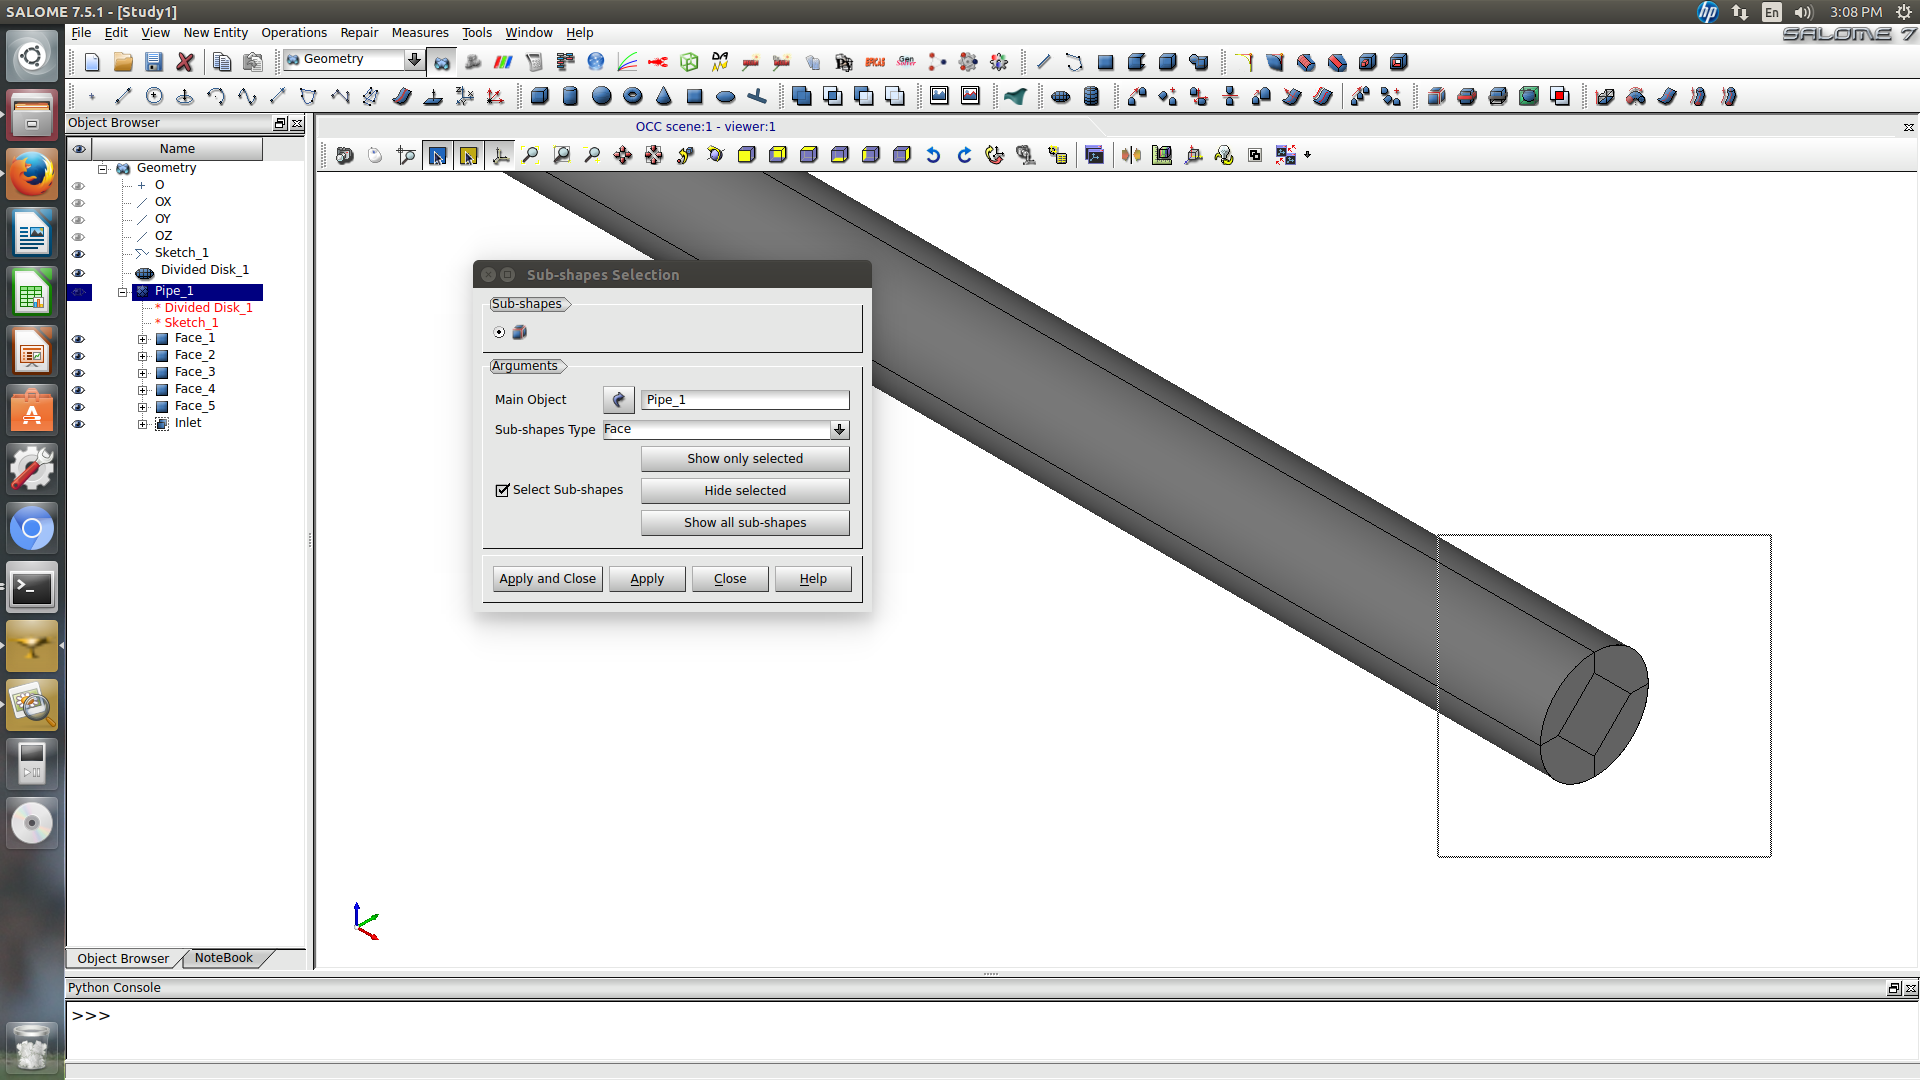 SALOME 7.5.1 - [Study1]
En
3:08 PM
File Edit View New Entity Operations Repair Measures Tools Window Help
SALOME 7
Geometry
Object Browser
OCC scene:1 - viewer:1
Name
Geometry
O
OX
OY
OZ
Sketch_1
Divided Disk_1
Pipe_1
* Divided Disk_1
* Sketch_1
Face_1
Face_2
Face_3
Face_4
Face_5
Inlet
Sub-shapes Selection
Sub-shapes
Arguments
Main Object Pipe_1
Sub-shapes Type Face
Show only selected
Select Sub-shapes Hide selected
Show all sub-shapes
Apply and Close Apply Close Help
Object Browser NoteBook
Python Console
>>>